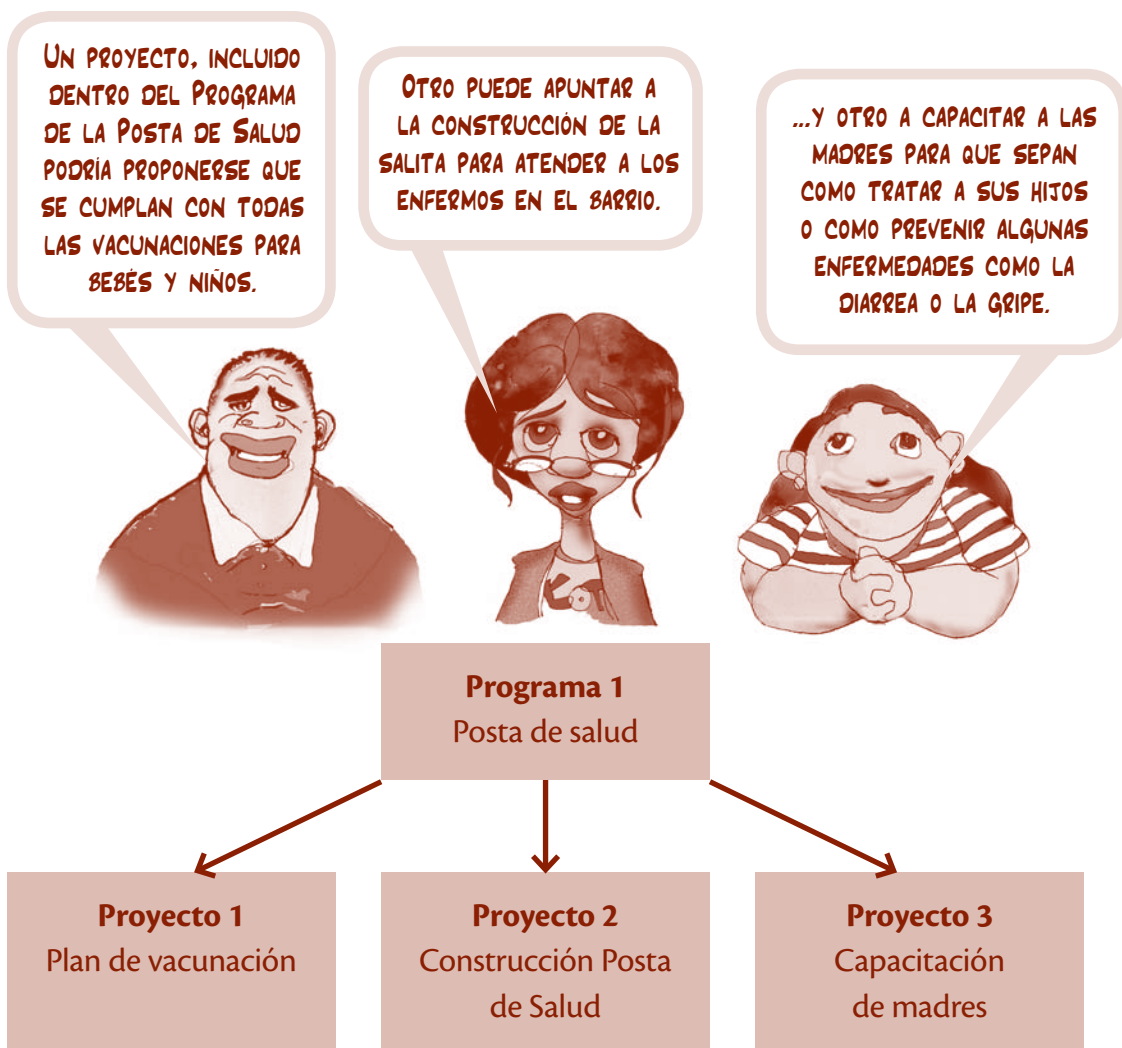 UN PROYECTO, INCLUIDO
DENTRO DEL PROGRAMA
DE LA POSTA DE SALUD
PODRÍA PROPONERSE QUE
SE CUMPLAN CON TODAS
LAS VACUNACIONES PARA
BEBÉS Y NIÑOS.
OTRO PUEDE APUNTAR A
LA CONSTRUCCIÓN DE LA
SALITA PARA ATENDER A LOS
ENFERMOS EN EL BARRIO.
...Y OTRO A CAPACITAR A LAS
MADRES PARA QUE SEPAN
COMO TRATAR A SUS HIJOS
O COMO PREVENIR ALGUNAS
ENFERMEDADES COMO LA
DIARREA O LA GRIPE.
Programa 1
Posta de salud
Proyecto 1
Plan de vacunación
Proyecto 2
Construcción Posta
de Salud
Proyecto 3
Capacitación
de madres